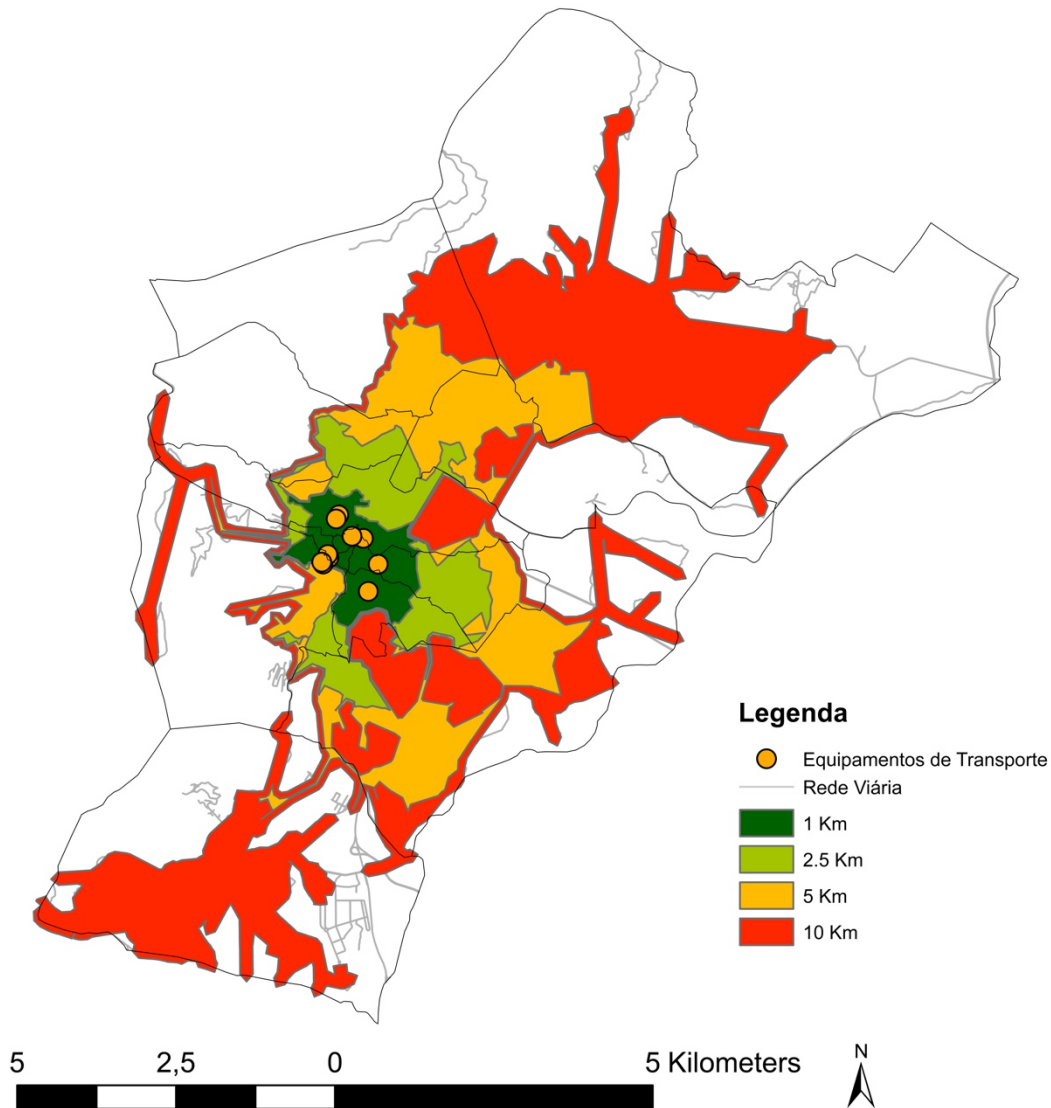 Legenda
Equipamentos de Transporte
Rede Viária
1 Km
2.5 Km
5 Km
10 Km
5 2,5 0 5 Kilometers
N